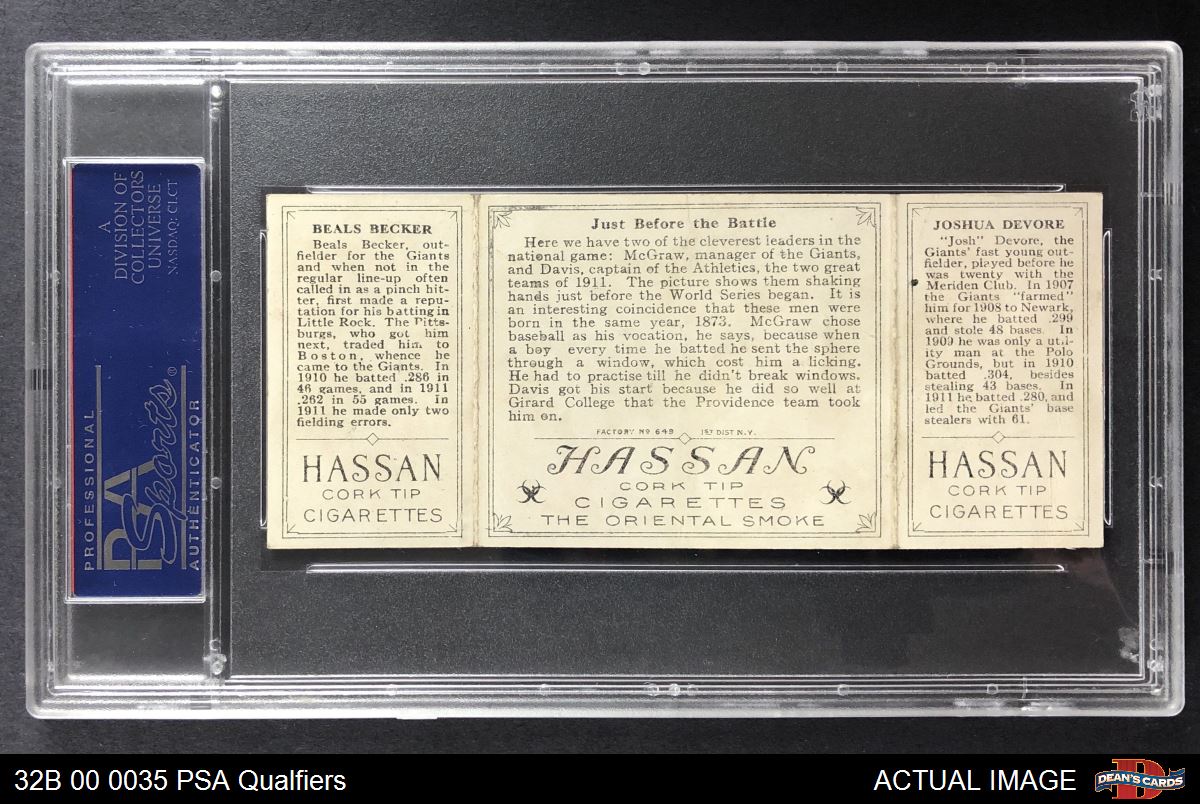 A
DIVISION OF
COLLECTORS
UNIVERSE
NASDAQ: CLCT
PROFESSIONAL
PSA
Sports®
AUTHENTICATOR
BEALS BECKER
Beals Becker, out-
fielder for the Giants
and when not in the
regular line-up often
called in as a pinch hit-
ter, first made a repu-
tation for his batting in
Little Rock. The Pitts-
burgs, who got him
next, traded him to
Boston, whence he
came to the Giants. In
1910 he batted .286 in
46 games, and in 1911
.262 in 55 games. In
1911 he made only two
fielding errors.
HASSAN
CORK TIP
CIGARETTES
Just Before the Battle
Here we have two of the cleverest leaders in the
national game: McGraw, manager of the Giants,
and Davis, captain of the Athletics, the two great
teams of 1911. The picture shows them shaking
hands just before the World Series began. It is
an interesting coincidence that these men were
born in the same year, 1873. McGraw chose
baseball as his vocation, he says, because when
a boy every time he batted he sent the sphere
through a window, which cost him a licking.
He had to practise till he didn't break windows.
Davis got his start because he did so well at
Girard College that the Providence team took
him on.
FACTORY Nº 649 1ST DIST N.Y.
HASSAN
CORK TIP
CIGARETTES
THE ORIENTAL SMOKE
JOSHUA DEVORE
"Josh" Devore, the
Giants' fast young out-
fielder, played before he
was twenty with the
Meriden Club. In 1907
the Giants "farmed"
him for 1908 to Newark,
where he batted .299
and stole 48 bases. In
1909 he was only a util-
ity man at the Polo
Grounds, but in 1910
batted .304, besides
stealing 43 bases. In
1911 he batted .280, and
led the Giants' base
stealers with 61.
HASSAN
CORK TIP
CIGARETTES
32B 00 0035 PSA Qualfiers
ACTUAL IMAGE
DEAN'S CARDS